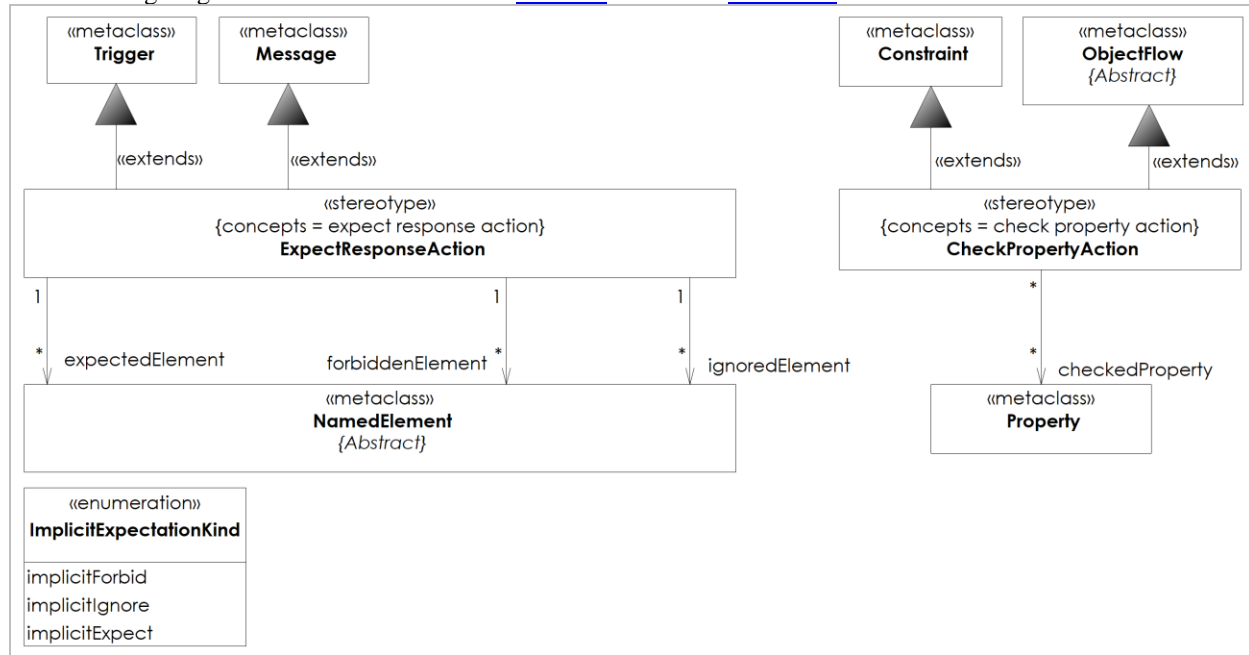 «metaclass»
Trigger
«metaclass»
Message
«metaclass»
Constraint
«metaclass»
ObjectFlow
{Abstract}
«extends»
«extends»
«extends»
«extends»
«stereotype»
{concepts = expect response action}
ExpectResponseAction
«stereotype»
{concepts = check property action}
CheckPropertyAction
1
1
1
*
* expectedElement
forbiddenElement *
* ignoredElement
* checkedProperty
«metaclass»
NamedElement
{Abstract}
«metaclass»
Property
«enumeration»
ImplicitExpectationKind
implicitForbid
implicitIgnore
implicitExpect